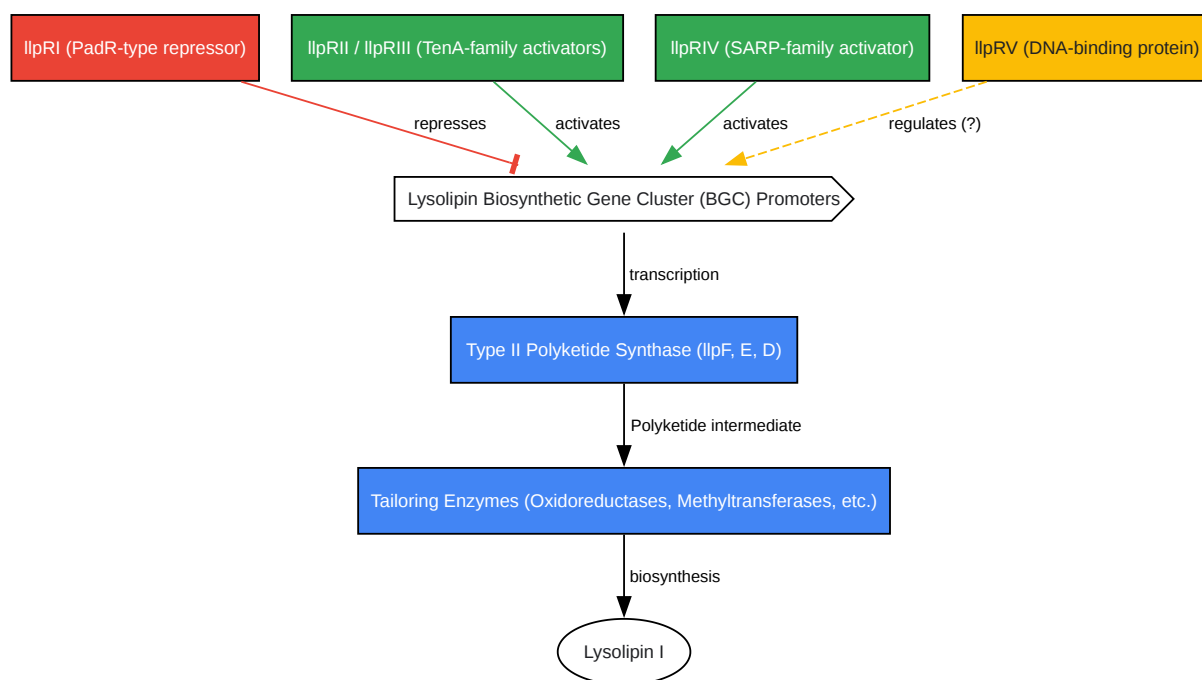 llpRI (PadR-type repressor)
llpRII / llpRIII (TenA-family activators)
llpRIV (SARP-family activator)
llpRV (DNA-binding protein)
represses
activates
activates
regulates (?)
Lysolipin Biosynthetic Gene Cluster (BGC) Promoters
transcription
Type II Polyketide Synthase (llpF, E, D)
Polyketide intermediate
Tailoring Enzymes (Oxidoreductases, Methyltransferases, etc.)
biosynthesis
Lysolipin I